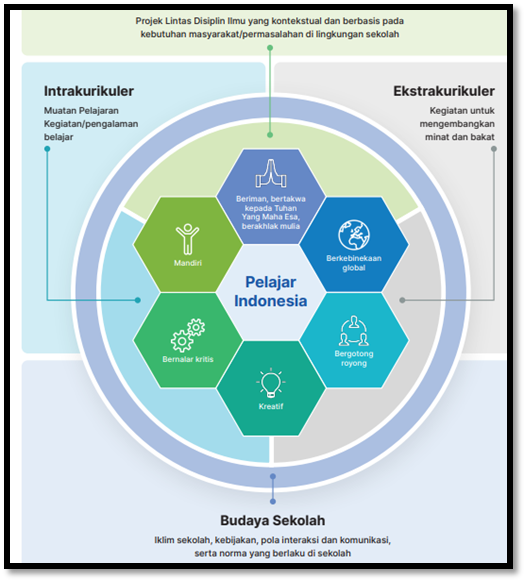 Projek Lintas Disiplin Ilmu yang kontekstual dan berbasis pada
kebutuhan masyarakat/permasalahan di lingkungan sekolah
Intrakurikuler
Muatan Pelajaran
Kegiatan/pengalaman
belajar
Ekstrakurikuler
Kegiatan untuk
mengembangkan
minat dan bakat
Beriman, bertakwa
kepada Tuhan
Yang Maha Esa,
berakhlak mulia
Mandiri
Berkebinekaan
global
Pelajar
Indonesia
Bernalar kritis
Bergotong
royong
Kreatif
Budaya Sekolah
Iklim sekolah, kebijakan, pola interaksi dan komunikasi,
serta norma yang berlaku di sekolah